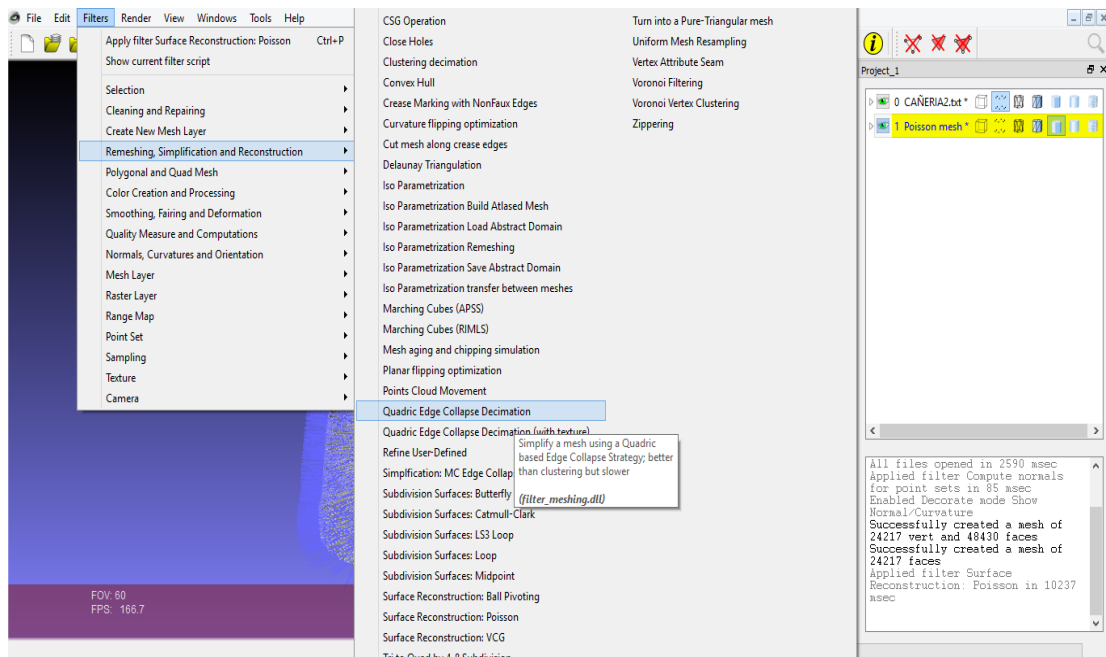 File Edit Filters Render View Windows Tools Help
Apply filter Surface Reconstruction: Poisson Ctrl+P
Show current filter script
Selection
Cleaning and Repairing
Create New Mesh Layer
Remeshing, Simplification and Reconstruction
Polygonal and Quad Mesh
Color Creation and Processing
Smoothing, Fairing and Deformation
Quality Measure and Computations
Normals, Curvatures and Orientation
Mesh Layer
Raster Layer
Range Map
Point Set
Sampling
Texture
Camera
CSG Operation
Close Holes
Clustering decimation
Convex Hull
Crease Marking with NonFaux Edges
Curvature flipping optimization
Cut mesh along crease edges
Delaunay Triangulation
Iso Parametrization
Iso Parametrization Build Atlased Mesh
Iso Parametrization Load Abstract Domain
Iso Parametrization Remeshing
Iso Parametrization Save Abstract Domain
Iso Parametrization transfer between meshes
Marching Cubes (APSS)
Marching Cubes (RIMLS)
Mesh aging and chipping simulation
Planar flipping optimization
Points Cloud Movement
Quadric Edge Collapse Decimation
Quadric Edge Collapse Decimation (with texture)
Refine User-Defined
Simplfication: MC Edge Collap
Subdivision Surfaces: Butterfly
Subdivision Surfaces: Catmull-Clark
Subdivision Surfaces: LS3 Loop
Subdivision Surfaces: Loop
Subdivision Surfaces: Midpoint
Surface Reconstruction: Ball Pivoting
Surface Reconstruction: Poisson
Surface Reconstruction: VCG
Tri to Quad by 4-8 Subdivision
Turn into a Pure-Triangular mesh
Uniform Mesh Resampling
Vertex Attribute Seam
Voronoi Filtering
Voronoi Vertex Clustering
Zippering
Simplify a mesh using a Quadric
based Edge Collapse Strategy; better
than clustering but slower
(filter_meshing.dll)
FOV: 60
FPS: 166.7
Project_1
0 CAÑERIA2.txt *
1 Poisson mesh *
All files opened in 2590 msec
Applied filter Compute normals
for point sets in 85 msec
Enabled Decorate mode Show
Normal/Curvature
Successfully created a mesh of
24217 vert and 48430 faces
Successfully created a mesh of
24217 faces
Applied filter Surface
Reconstruction: Poisson in 10237
msec